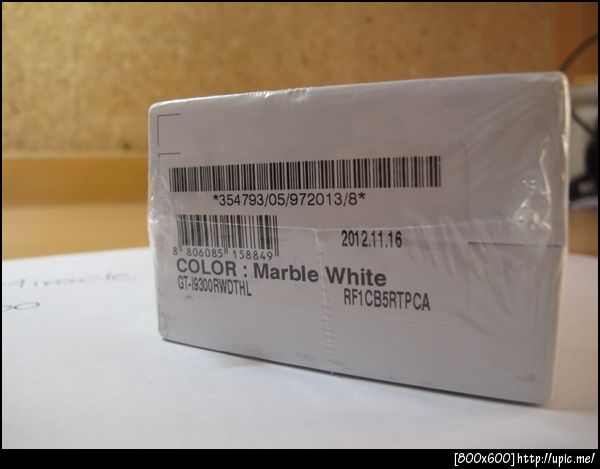 *354793/05/972013/8*
8 806085 158849
2012.11.16
COLOR : Marble White
GT-I9300RWDTHL
RF1CB5RTPCA
Miracle
[800x600]http://upic.me/